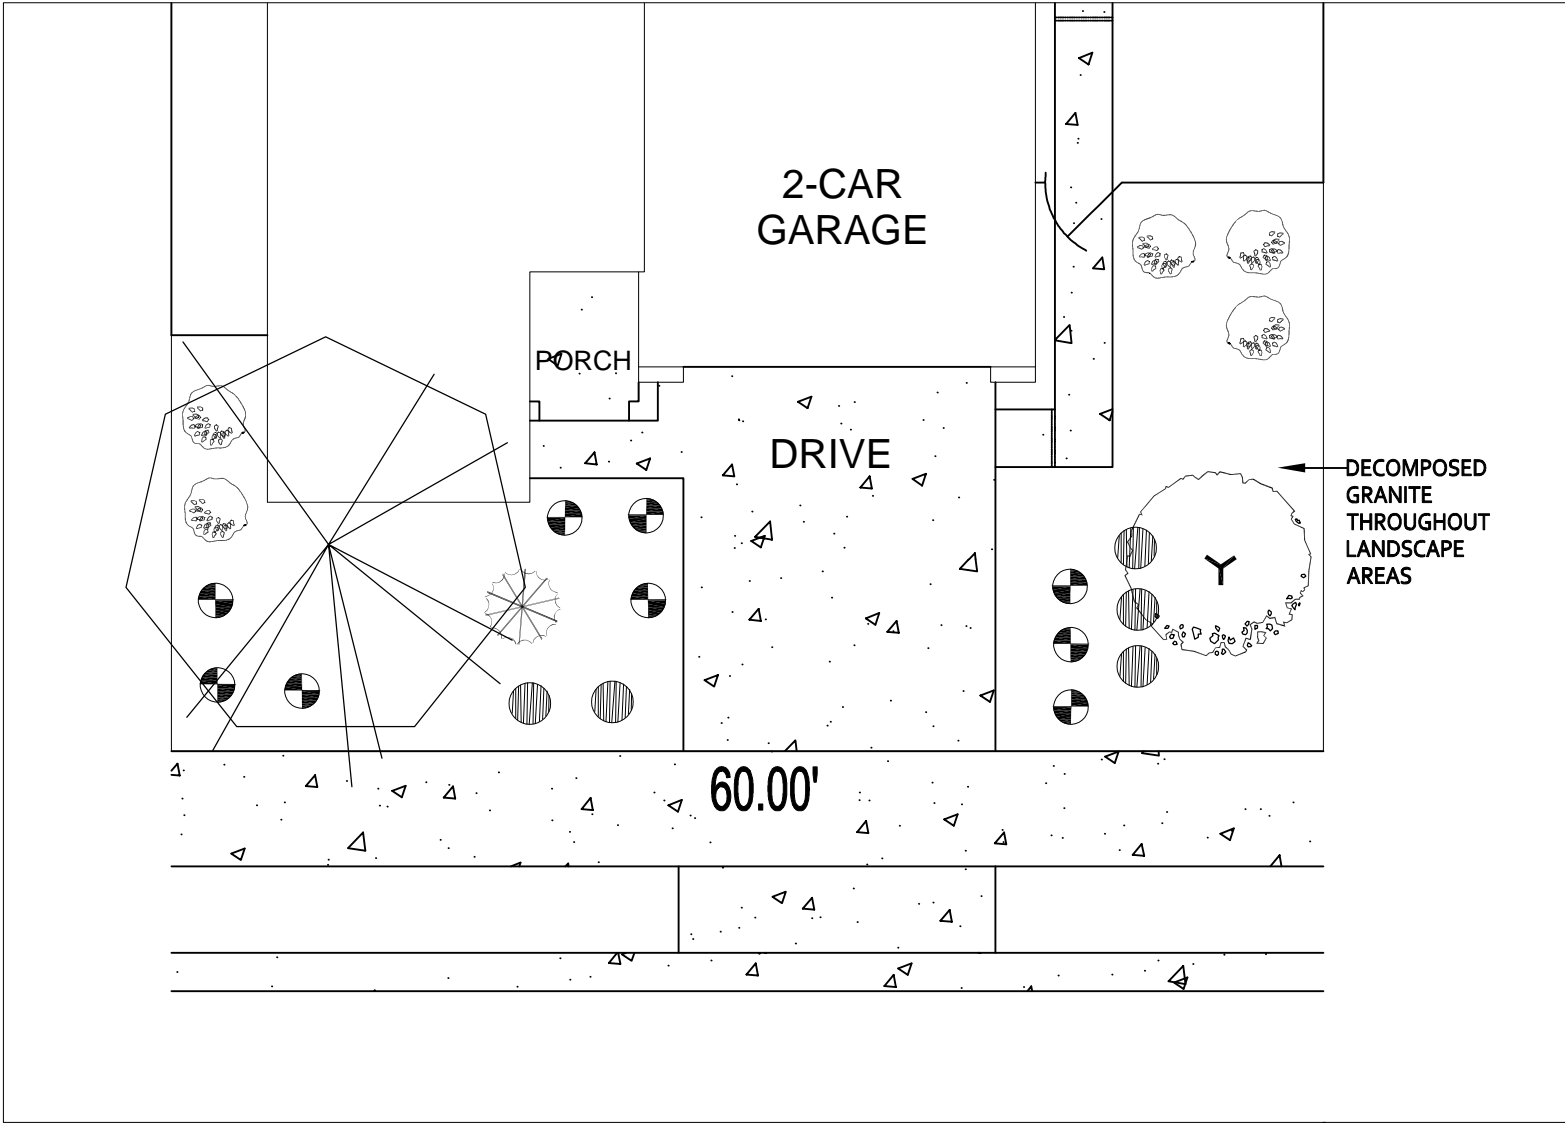 2-CAR
GARAGE
PORCH
DRIVE
DECOMPOSED
GRANITE
THROUGHOUT
LANDSCAPE
AREAS
60.00'